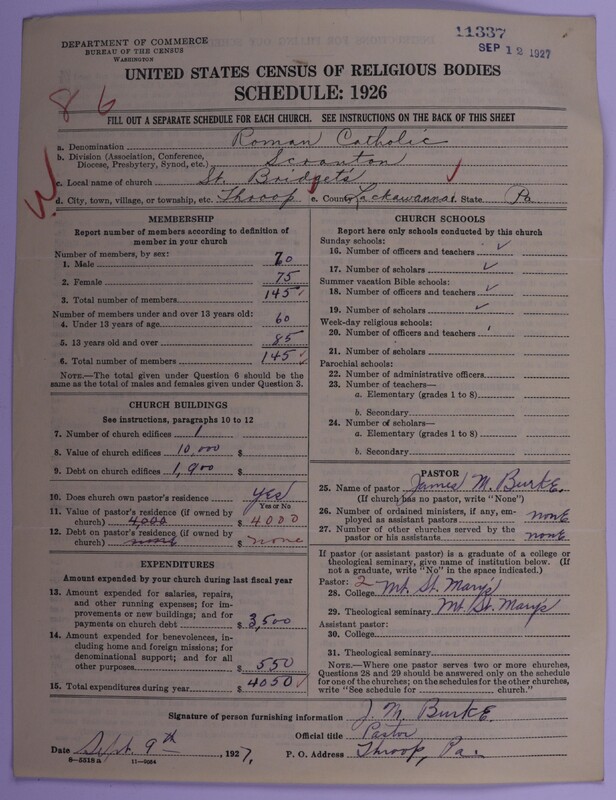 DEPARTMENT OF COMMERCE
BUREAU OF THE CENSUS
WASHINGTON
11337
SEP 12 1927
UNITED STATES CENSUS OF RELIGIOUS BODIES
SCHEDULE: 1926
86
FILL OUT A SEPARATE SCHEDULE FOR EACH CHURCH. SEE INSTRUCTIONS ON THE BACK OF THIS SHEET
a. Denomination Roman Catholic
b. Division (Association, Conference, Diocese, Presbytery, Synod, etc.) Scranton
c. Local name of church St. Bridget's
d. City, town, village, or township, etc. Throop e. County Lackawanna f. State Pa
MEMBERSHIP
Report number of members according to definition of
member in your church
Number of members, by sex:
1. Male 70
2. Female 75
3. Total number of members 145
Number of members under and over 13 years old:
4. Under 13 years of age 60
5. 13 years old and over 85
6. Total number of members 145
NOTE.—The total given under Question 6 should be
the same as the total of males and females given under Question 3.
CHURCH BUILDINGS
See instructions, paragraphs 10 to 12
7. Number of church edifices 1
8. Value of church edifices 10,000 $
9. Debt on church edifices 1,900 $
10. Does church own pastor's residence yes
Yes or No
11. Value of pastor's residence (if owned by
church) 4000 $ 4000
12. Debt on pastor's residence (if owned by
church) none $ none
EXPENDITURES
Amount expended by your church during last fiscal year
13. Amount expended for salaries, repairs,
and other running expenses; for im-
provements or new buildings; and for
payments on church debt $ 3,500
14. Amount expended for benevolences, in-
cluding home and foreign missions; for
denominational support; and for all
other purposes $ 550
15. Total expenditures during year $ 4050
CHURCH SCHOOLS
Report here only schools conducted by this church
Sunday schools:
16. Number of officers and teachers
17. Number of scholars
Summer vacation Bible schools:
18. Number of officers and teachers
19. Number of scholars
Week-day religious schools:
20. Number of officers and teachers
21. Number of scholars
Parochial schools:
22. Number of administrative officers
23. Number of teachers—
a. Elementary (grades 1 to 8)
b. Secondary
24. Number of scholars—
a. Elementary (grades 1 to 8)
b. Secondary
PASTOR
25. Name of pastor James M. Burke.
(If church has no pastor, write "None")
26. Number of ordained ministers, if any, em-
ployed as assistant pastors none
27. Number of other churches served by the
pastor or his assistants none
If pastor (or assistant pastor) is a graduate of a college or
theological seminary, give name of institution below. (If
not a graduate, write "No" in the space indicated.)
Pastor: 2
28. College Mt St. Mary's
29. Theological seminary Mt St. Mary's
Assistant pastor:
30. College
31. Theological seminary
NOTE.—Where one pastor serves two or more churches,
Questions 28 and 29 should be answered only on the schedule
for one of the churches; on the schedules for the other churches,
write "See schedule for church."
Signature of person furnishing information J. M. Burke.
Official title Pastor
Date Sept. 9th, 1927. P. O. Address Throop, Pa.
8—5518 a 11—9864